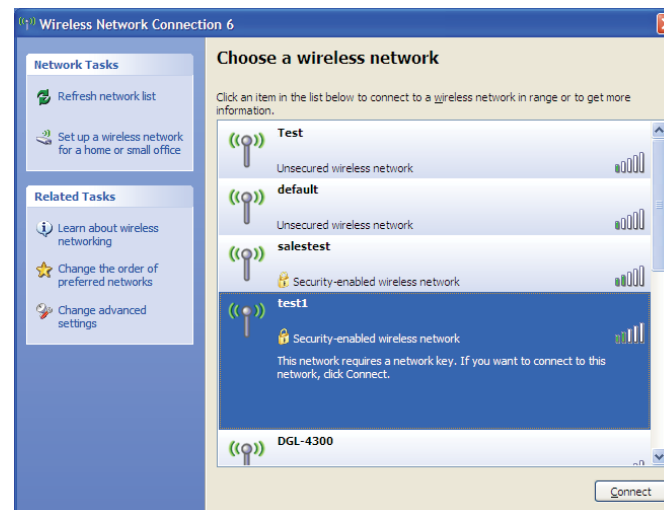 Wireless Network Connection 6
Network Tasks
Refresh network list
Set up a wireless network
for a home or small office
Related Tasks
Learn about wireless
networking
Change the order of
preferred networks
Change advanced
settings
Choose a wireless network
Click an item in the list below to connect to a wireless network in range or to get more
information.
Test
Unsecured wireless network
default
Unsecured wireless network
salestest
Security-enabled wireless network
test1
Security-enabled wireless network
This network requires a network key. If you want to connect to this
network, click Connect.
DGL-4300
Connect